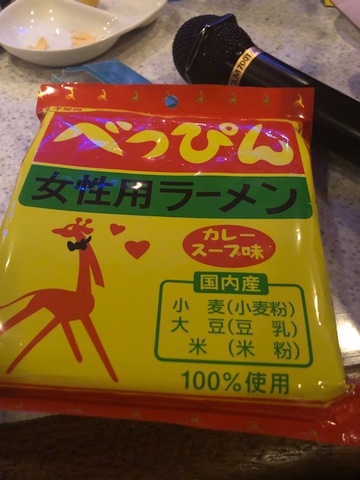 べっぴん
女性用ラーメン
カレー
スープ味
国内産
小　麦(小麦粉)
大　豆(豆　乳)
米　(米　粉)
100%使用